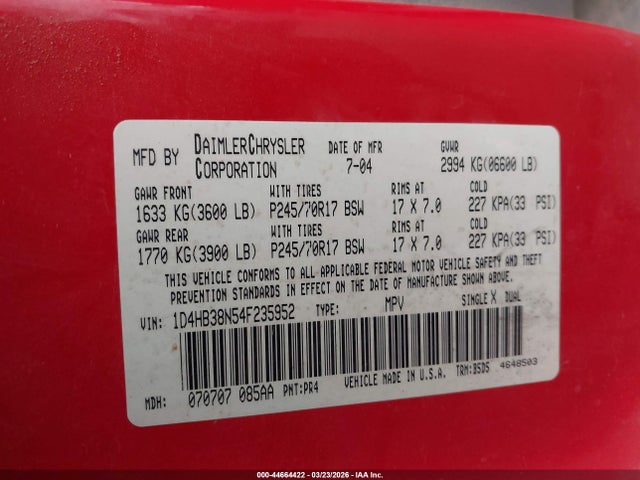 MFD BY DAIMLERCHRYSLER CORPORATION DATE OF MFR 7-04 GVWR 2994 KG(06600 LB)
GAWR FRONT WITH TIRES RIMS AT COLD
1633 KG(3600 LB) P245/70R17 BSW 17 X 7.0 227 KPA(33 PSI)
GAWR REAR WITH TIRES RIMS AT COLD
1770 KG(3900 LB) P245/70R17 BSW 17 X 7.0 227 KPA(33 PSI)
THIS VEHICLE CONFORMS TO ALL APPLICABLE FEDERAL MOTOR VEHICLE SAFETY AND THEFT
PREVENTION STANDARDS IN EFFECT ON THE DATE OF MANUFACTURE SHOWN ABOVE.
VIN: 1D4HB38N54F235952 TYPE: MPV SINGLE X DUAL
MDH: 070707 085AA PNT:PR4 VEHICLE MADE IN U.S.A. TRM:BSD5 4648503
000-44664422 - 03/23/2026 - IAA Inc.